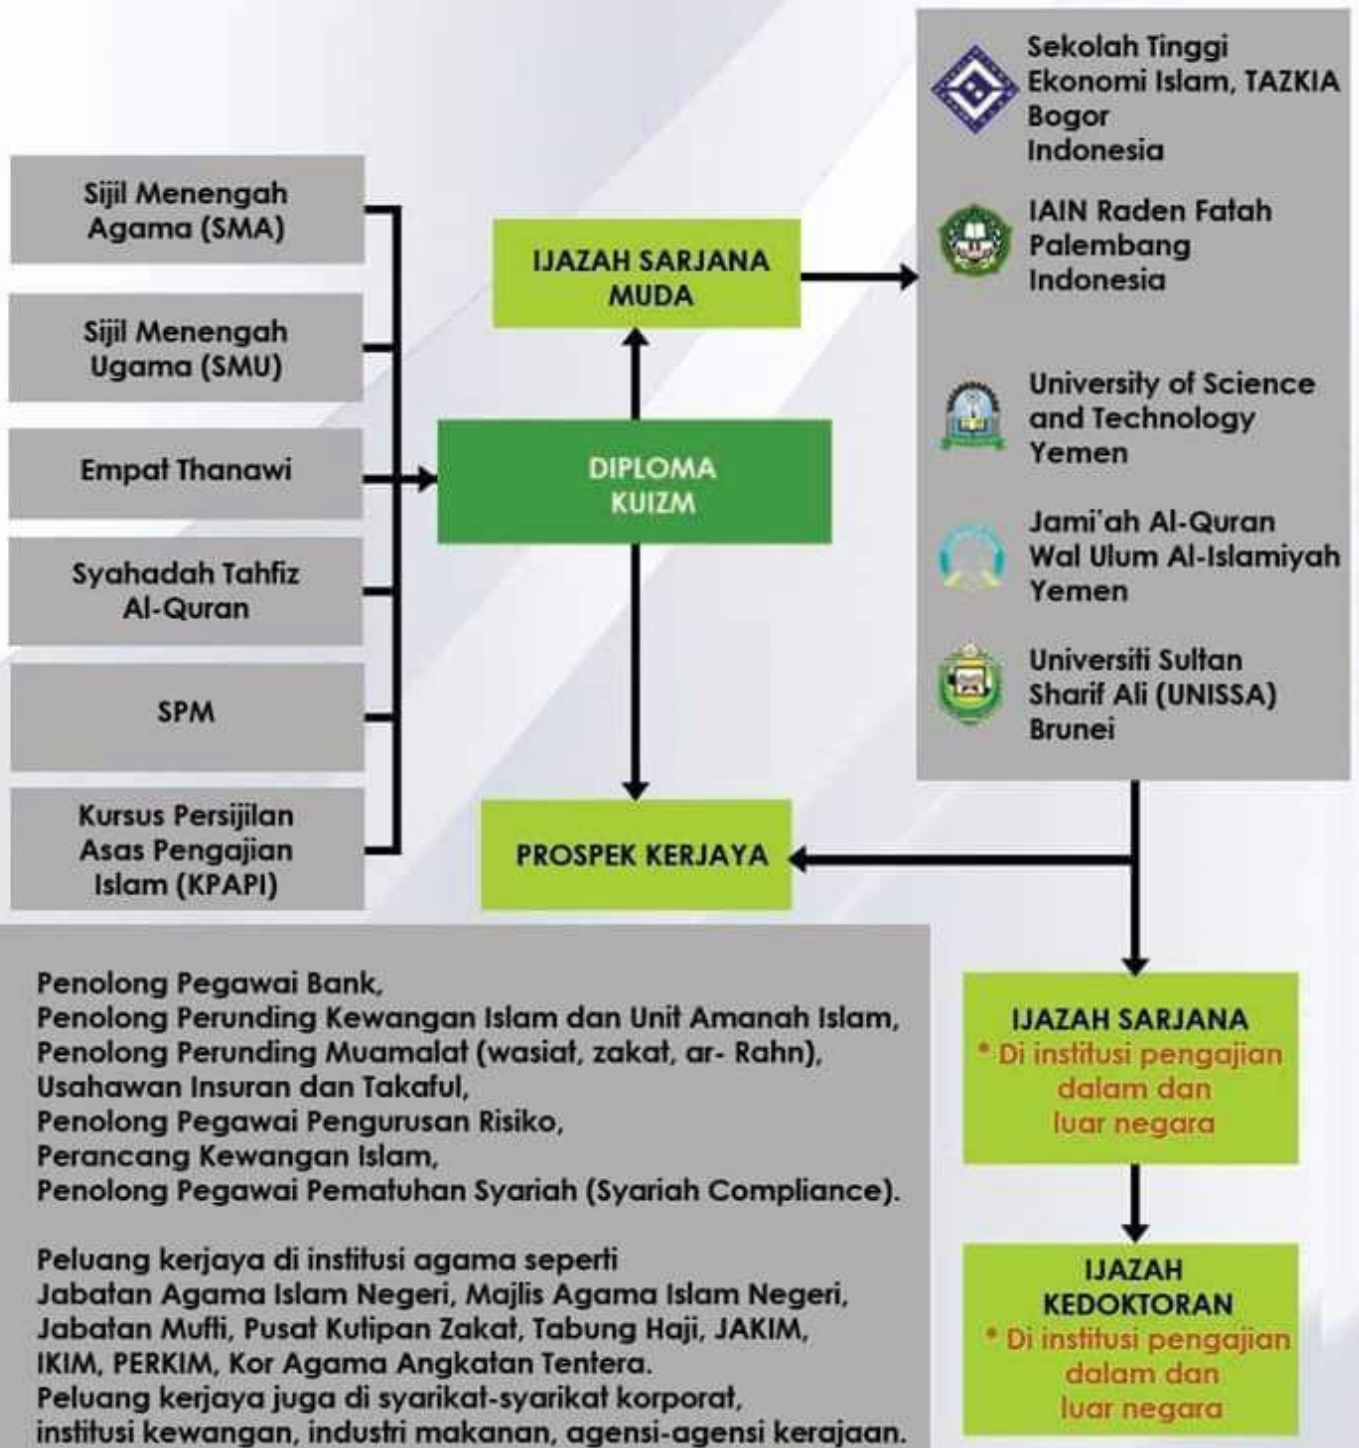 Sijil Menengah
Agama (SMA)
Sijil Menengah
Ugama (SMU)
Empat Thanawi
Syahadah Tahfiz
Al-Quran
SPM
Kursus Persijilan
Asas Pengajian
Islam (KPAPI)
IJAZAH SARJANA
MUDA
DIPLOMA
KUIZM
PROSPEK KERJAYA
Sekolah Tinggi
Ekonomi Islam, TAZKIA
Bogor
Indonesia
IAIN Raden Fatah
Palembang
Indonesia
University of Science
and Technology
Yemen
Jami'ah Al-Quran
Wal Ulum Al-Islamiyah
Yemen
Universiti Sultan
Sharif Ali (UNISSA)
Brunei
IJAZAH SARJANA
* Di institusi pengajian
dalam dan
luar negara
IJAZAH
KEDOKTORAN
* Di institusi pengajian
dalam dan
luar negara
Penolong Pegawai Bank,
Penolong Perunding Kewangan Islam dan Unit Amanah Islam,
Penolong Perunding Muamalat (wasiat, zakat, ar- Rahn),
Usahawan Insuran dan Takaful,
Penolong Pegawai Pengurusan Risiko,
Perancang Kewangan Islam,
Penolong Pegawai Pematuhan Syariah (Syariah Compliance).
Peluang kerjaya di institusi agama seperti
Jabatan Agama Islam Negeri, Majlis Agama Islam Negeri,
Jabatan Mufti, Pusat Kutipan Zakat, Tabung Haji, JAKIM,
IKIM, PERKIM, Kor Agama Angkatan Tentera.
Peluang kerjaya juga di syarikat-syarikat korporat,
institusi kewangan, industri makanan, agensi-agensi kerajaan.